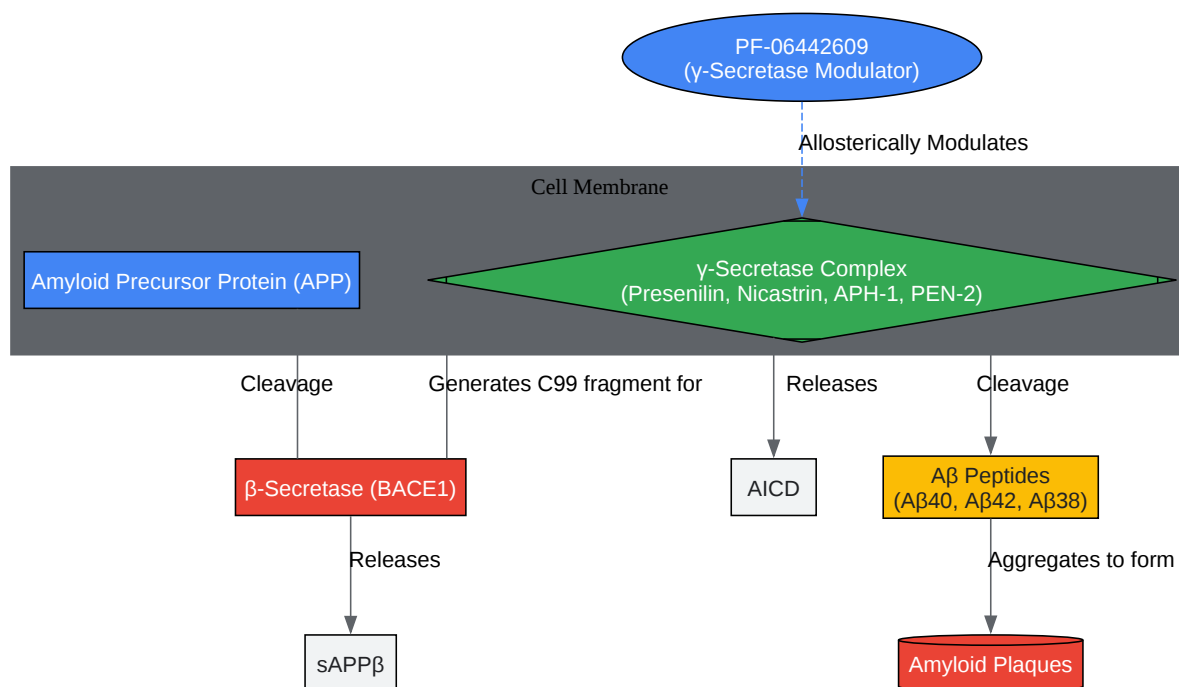 PF-06442609
(γ-Secretase Modulator)
Allosterically Modulates
Cell Membrane
Amyloid Precursor Protein (APP)
γ-Secretase Complex
(Presenilin, Nicastrin, APH-1, PEN-2)
Cleavage
Generates C99 fragment for
Releases
Cleavage
β-Secretase (BACE1)
AICD
Aβ Peptides
(Aβ40, Aβ42, Aβ38)
Releases
Aggregates to form
sAPPβ
Amyloid Plaques